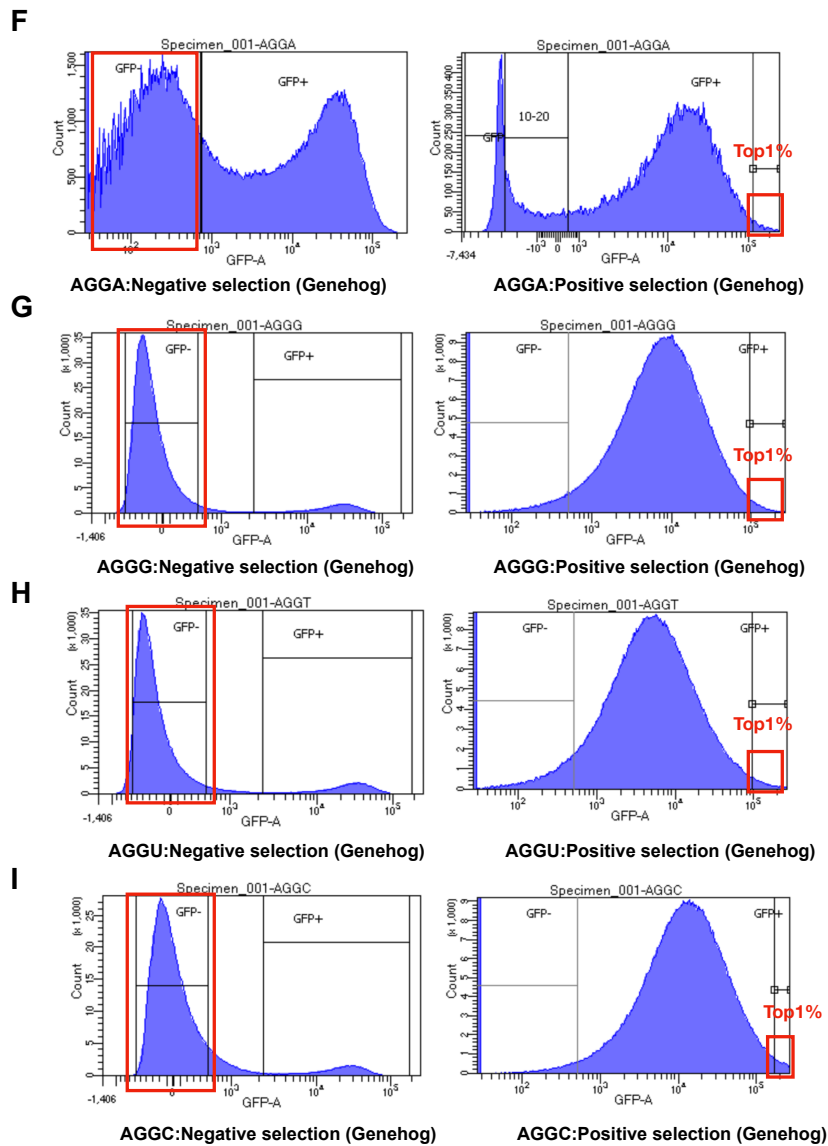 F
Specimen_001-AGGA
GFP-
GFP+
Count
1,500
1,000
500
0
10²
10³
10⁴
10⁵
GFP-A
AGGA:Negative selection (Genehog)
Specimen_001-AGGA
GFP
10-20
GFP+
Top1%
Count
0 50 100 150 200 250 300 350 400
-7,434
-10³ 0 10³
10⁴
10⁵
GFP-A
AGGA:Positive selection (Genehog)
G
Specimen_001-AGGG
GFP-
GFP+
(x 1,000)
Count
0 5 10 15 20 25 30 35
-1,406
0
10³
10⁴
10⁵
GFP-A
AGGG:Negative selection (Genehog)
Specimen_001-AGGG
GFP-
GFP+
Top1%
(x 1,000)
Count
0 1 2 3 4 5 6 7 8 9
10²
10³
10⁴
10⁵
GFP-A
AGGG:Positive selection (Genehog)
H
Specimen_001-AGGT
GFP-
GFP+
(x 1,000)
Count
0 5 10 15 20 25 30 35
-1,406
0
10³
10⁴
10⁵
GFP-A
AGGU:Negative selection (Genehog)
Specimen_001-AGGT
GFP-
GFP+
Top1%
(x 1,000)
Count
0 1 2 3 4 5 6 7 8
10²
10³
10⁴
10⁵
GFP-A
AGGU:Positive selection (Genehog)
I
Specimen_001-AGGC
GFP-
GFP+
(x 1,000)
Count
0 5 10 15 20 25
-1,406
0
10³
10⁴
10⁵
GFP-A
AGGC:Negative selection (Genehog)
Specimen_001-AGGC
GFP-
GFP+
Top1%
(x 1,000)
Count
0 1 2 3 4 5 6 7 8 9
10²
10³
10⁴
10⁵
GFP-A
AGGC:Positive selection (Genehog)